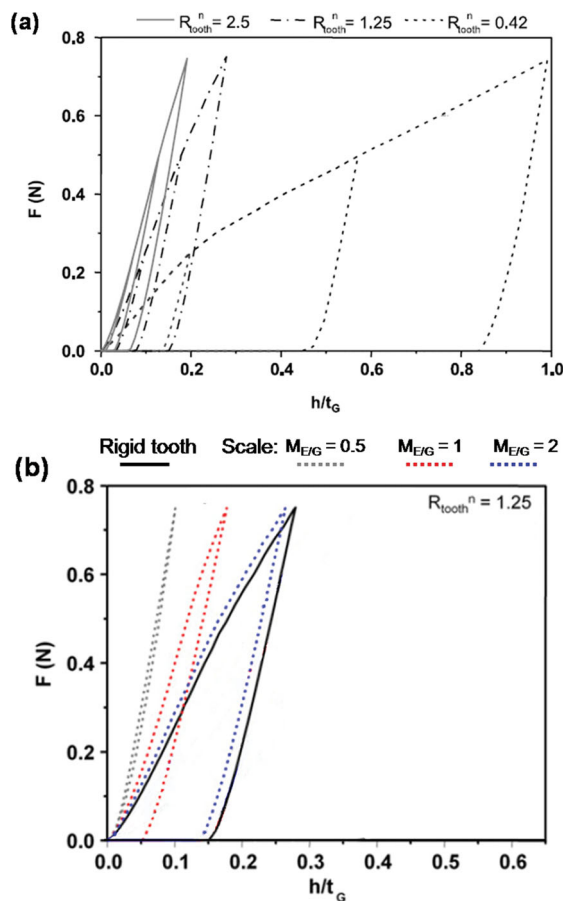 (a)
R_tooth^n = 2.5 R_tooth^n = 1.25 R_tooth^n = 0.42
0.8
0.6
0.4
0.2
0.0
F (N)
0.0 0.2 0.4 0.6 0.8 1.0
h/t_G
Rigid tooth Scale: M_E/G = 0.5 M_E/G = 1 M_E/G = 2
(b)
R_tooth^n = 1.25
0.8
0.6
0.4
0.2
0.0
F (N)
0.0 0.1 0.2 0.3 0.4 0.5 0.6
h/t_G